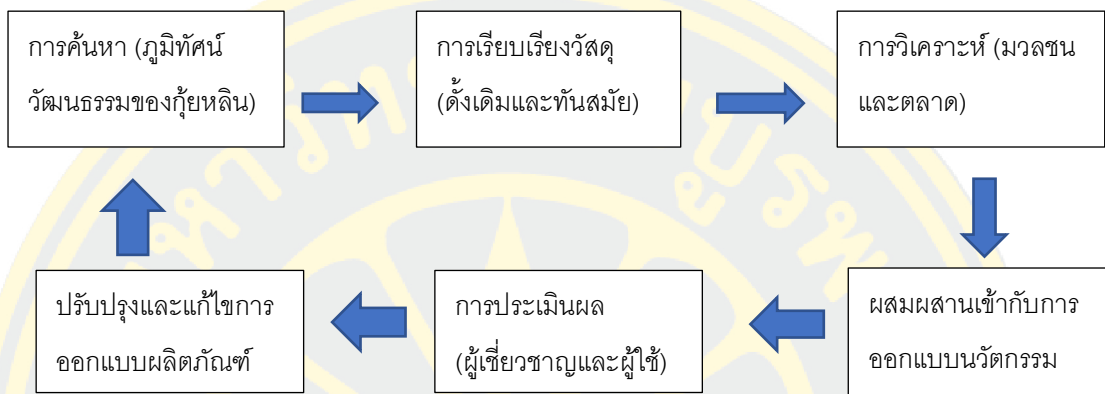 การค้นหา (ภูมิทัศน์
วัฒนธรรมของกุ้ยหลิน)
การเรียบเรียงวัสดุ
(ดั้งเดิมและทันสมัย)
การวิเคราะห์ (มวลชน
และตลาด)
ปรับปรุงและแก้ไขการ
ออกแบบผลิตภัณฑ์
การประเมินผล
(ผู้เชี่ยวชาญและผู้ใช้)
ผสมผสานเข้ากับการ
ออกแบบนวัตกรรม